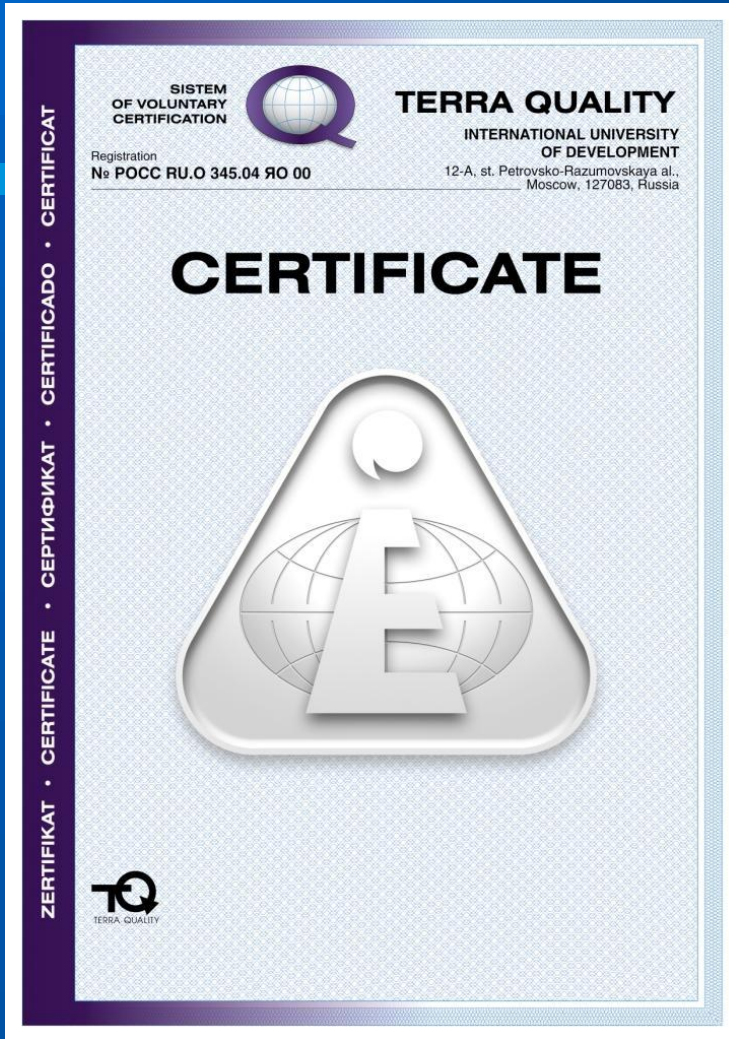 SISTEM
OF VOLUNTARY
CERTIFICATION
TERRA QUALITY
INTERNATIONAL UNIVERSITY
OF DEVELOPMENT
12-A, st. Petrovsko-Razumovskaya al.,
Moscow, 127083, Russia
Registration
№ РОСС RU.О 345.04 ЯО 00
CERTIFICATE
ZERTIFIKAT • CERTIFICATE • СЕРТИФИКАТ • CERTIFICADO • CERTIFICAT
TQ
TERRA QUALITY